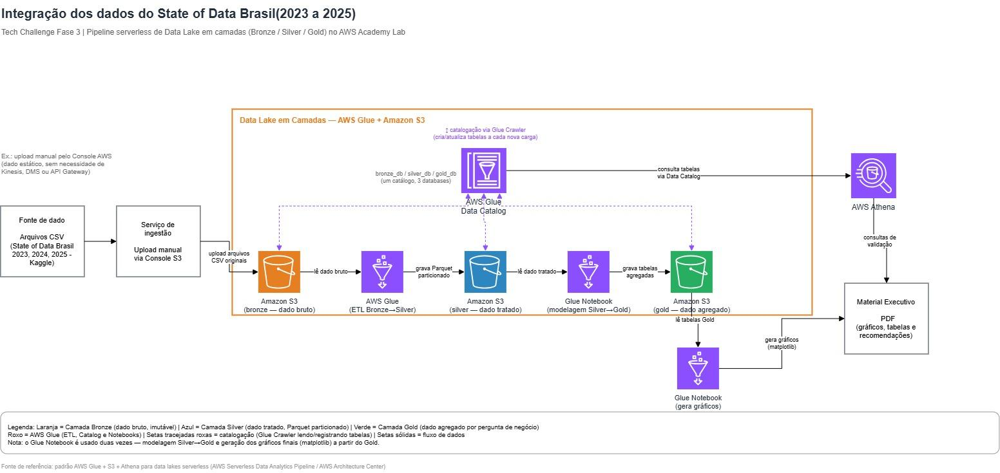 Integração dos dados do State of Data Brasil(2023 a 2025)
Tech Challenge Fase 3 | Pipeline serverless de Data Lake em camadas (Bronze / Silver / Gold) no AWS Academy Lab
Data Lake em Camadas — AWS Glue + Amazon S3
↕ catalogação via Glue Crawler
(cria/atualiza tabelas a cada nova carga)
Ex.: upload manual pelo Console AWS
(dado estático, sem necessidade de
Kinesis, DMS ou API Gateway)
bronze_db / silver_db / gold_db
(um catálogo, 3 databases)
AWS Glue
Data Catalog
consulta tabelas
via Data Catalog
AWS Athena
Fonte de dado
Arquivos CSV
(State of Data Brasil
2023, 2024, 2025 -
Kaggle)
Serviço de
ingestão
Upload manual
via Console S3
upload arquivos
CSV originais
lê dado bruto
grava Parquet
particionado
lê dado tratado
grava tabelas
agregadas
consultas de
validação
Amazon S3
(bronze — dado bruto)
AWS Glue
(ETL Bronze→Silver)
Amazon S3
(silver — dado tratado)
Glue Notebook
(modelagem Silver→Gold)
Amazon S3
(gold — dado agregado)
lê tabelas Gold
Material Executivo
PDF
(gráficos, tabelas e
recomendações)
gera gráficos
(matplotlib)
Glue Notebook
(gera gráficos)
Legenda: Laranja = Camada Bronze (dado bruto, imutável) | Azul = Camada Silver (dado tratado, Parquet particionado) | Verde = Camada Gold (dado agregado por pergunta de negócio)
Roxo = AWS Glue (ETL, Catalog e Notebooks) | Setas tracejadas roxas = catalogação (Glue Crawler lendo/registrando tabelas) | Setas sólidas = fluxo de dados
Nota: o Glue Notebook é usado duas vezes — modelagem Silver→Gold e geração dos gráficos finais (matplotlib) a partir do Gold.
Fonte de referência: padrão AWS Glue + S3 + Athena para data lakes serverless (AWS Serverless Data Analytics Pipeline / AWS Architecture Center)